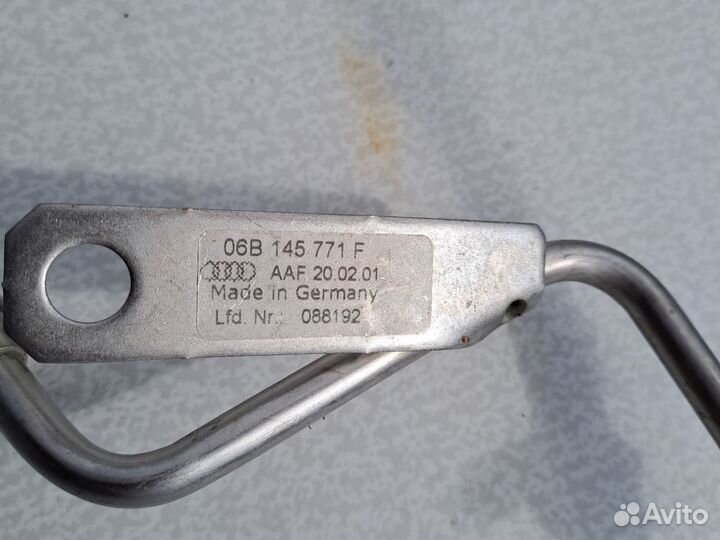 06B 145 771 F
AAF 20.02.01
Made in Germany
Lfd. Nr.: 088192
Avito